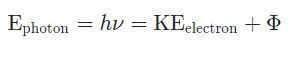 E_photon = hν = KE_electron + Φ